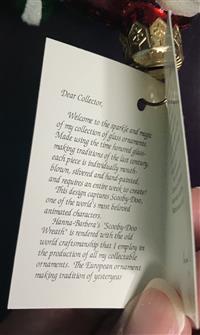 Dear Collector,
Welcome to the sparkle and magic
of my collection of glass ornaments.
Made using the time honored glass-
making traditions of the last century,
each piece is individually mouth-
blown, silvered and hand-painted,
and requires an entire week to create!
This design captures Scooby-Doo,
one of the world's most beloved
animated characters.
Hanna-Barbera's 'Scooby-Doo
Wreath' is rendered with the old
world craftsmanship that I employ in
the production of all my collectable
ornaments. The European ornament
making tradition of yesteryear